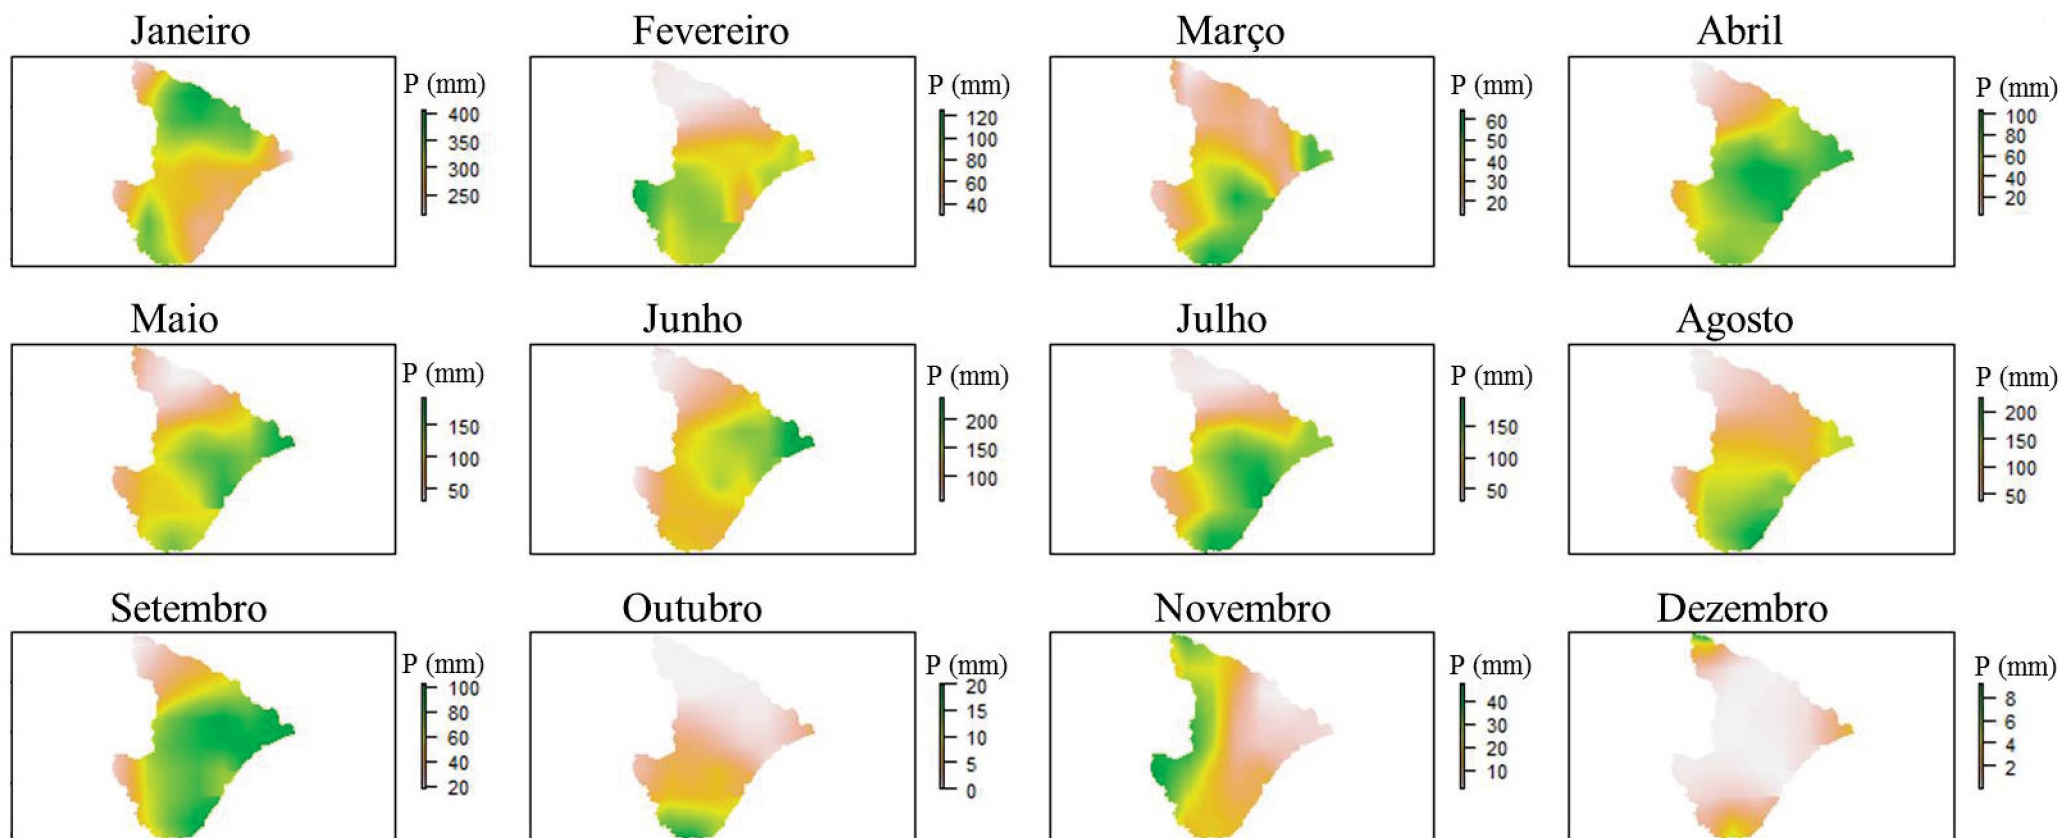 Janeiro
P (mm)
400
350
300
250
Fevereiro
P (mm)
120
100
80
60
40
Março
P (mm)
60
50
40
30
20
Abril
P (mm)
100
80
60
40
20
Maio
P (mm)
150
100
50
Junho
P (mm)
200
150
100
Julho
P (mm)
150
100
50
Agosto
P (mm)
200
150
100
50
Setembro
P (mm)
100
80
60
40
20
Outubro
P (mm)
20
15
10
5
0
Novembro
P (mm)
40
30
20
10
Dezembro
P (mm)
8
6
4
2